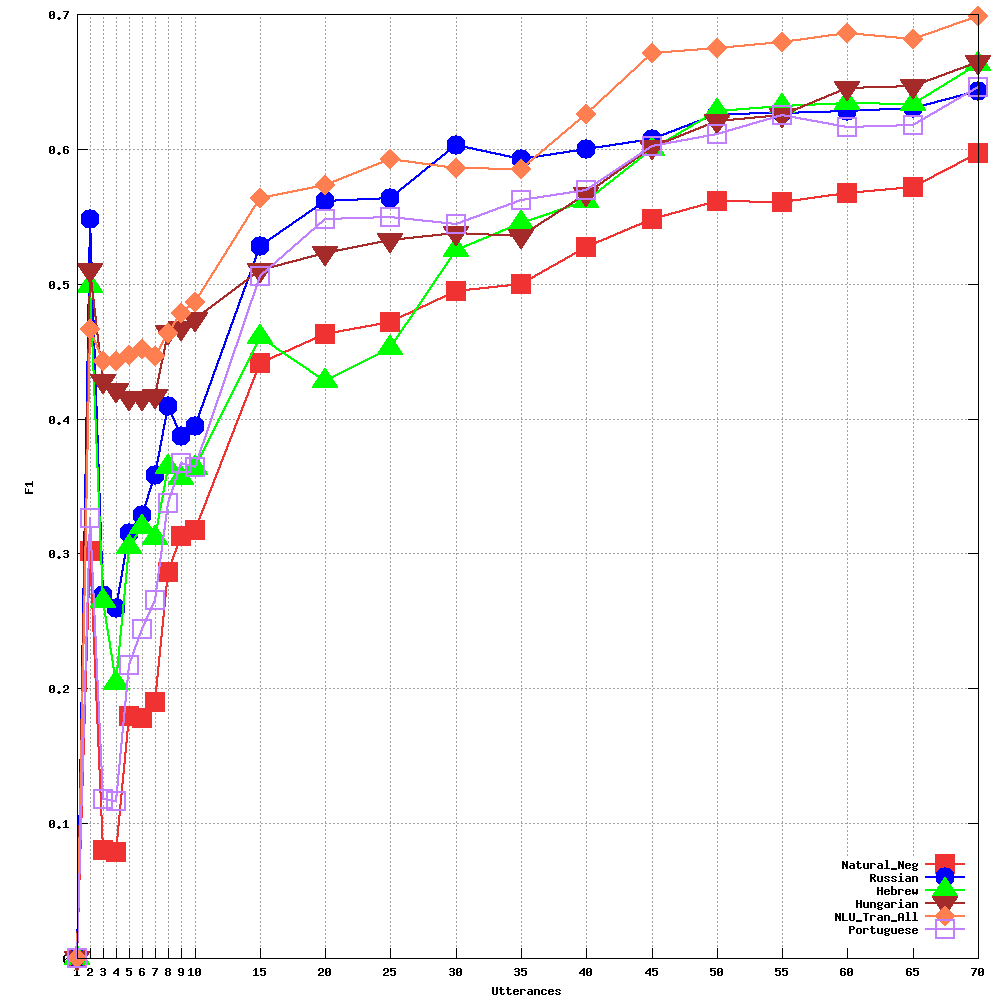 0.7
0.6
0.5
0.4
0.3
0.2
0.1
0
F1
1 2 3 4 5 6 7 8 9 10 15 20 25 30 35 40 45 50 55 60 65 70
Utterances
Natural_Neg
Russian
Hebrew
Hungarian
NLU_Tran_All
Portuguese